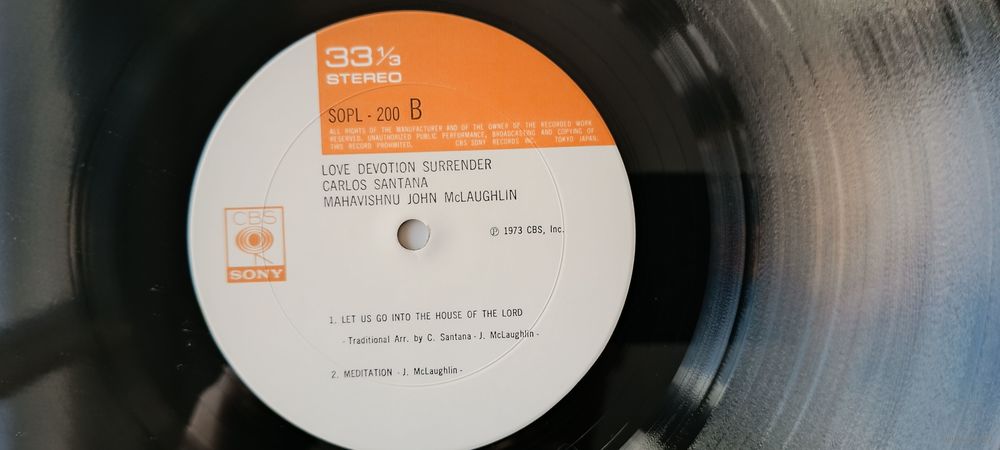 33⅓
STEREO
SOPL - 200 B
ALL RIGHTS OF THE MANUFACTURER AND OF THE OWNER OF THE RECORDED WORK
RESERVED. UNAUTHORIZED PUBLIC PERFORMANCE, BROADCASTING AND COPYING OF
THIS RECORD PROHIBITED. CBS/SONY RECORDS INC. TOKYO JAPAN.
LOVE DEVOTION SURRENDER
CARLOS SANTANA
MAHAVISHNU JOHN McLAUGHLIN
CBS
SONY
℗ 1973 CBS, Inc.
1. LET US GO INTO THE HOUSE OF THE LORD
- Traditional Arr. by C. Santana - J. McLaughlin -
2. MEDITATION - J. McLaughlin -